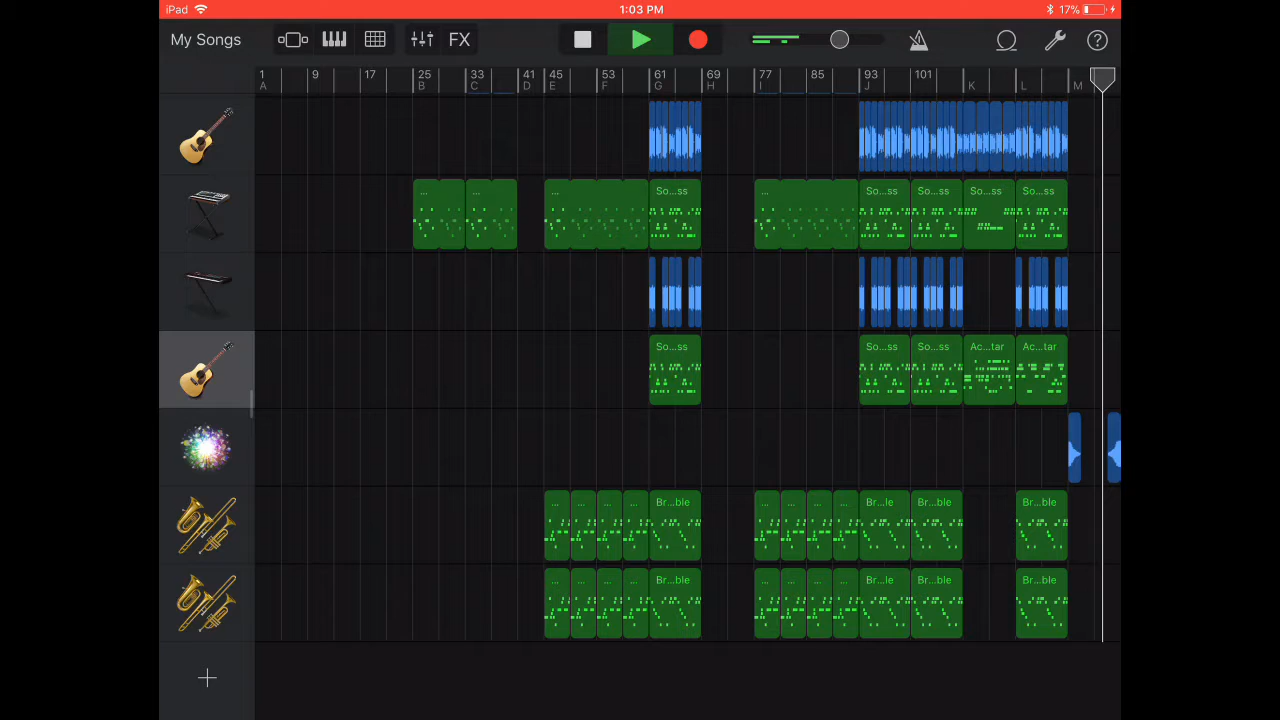 iPad 1:03 PM 17%
My Songs FX ?
1 9 17 25 33 41 45 53 61 69 77 85 93 101
A B C D E F G H I J K L M
... ... ... So...ss ... So...ss So...ss So...ss So...ss
So...ss So...ss So...ss Ac...tar Ac...tar
... ... ... ... Br...ble ... ... ... ... Br...le Br...ble Br...ble
... ... ... ... Br...ble ... ... ... ... Br...le Br...ble Br...ble